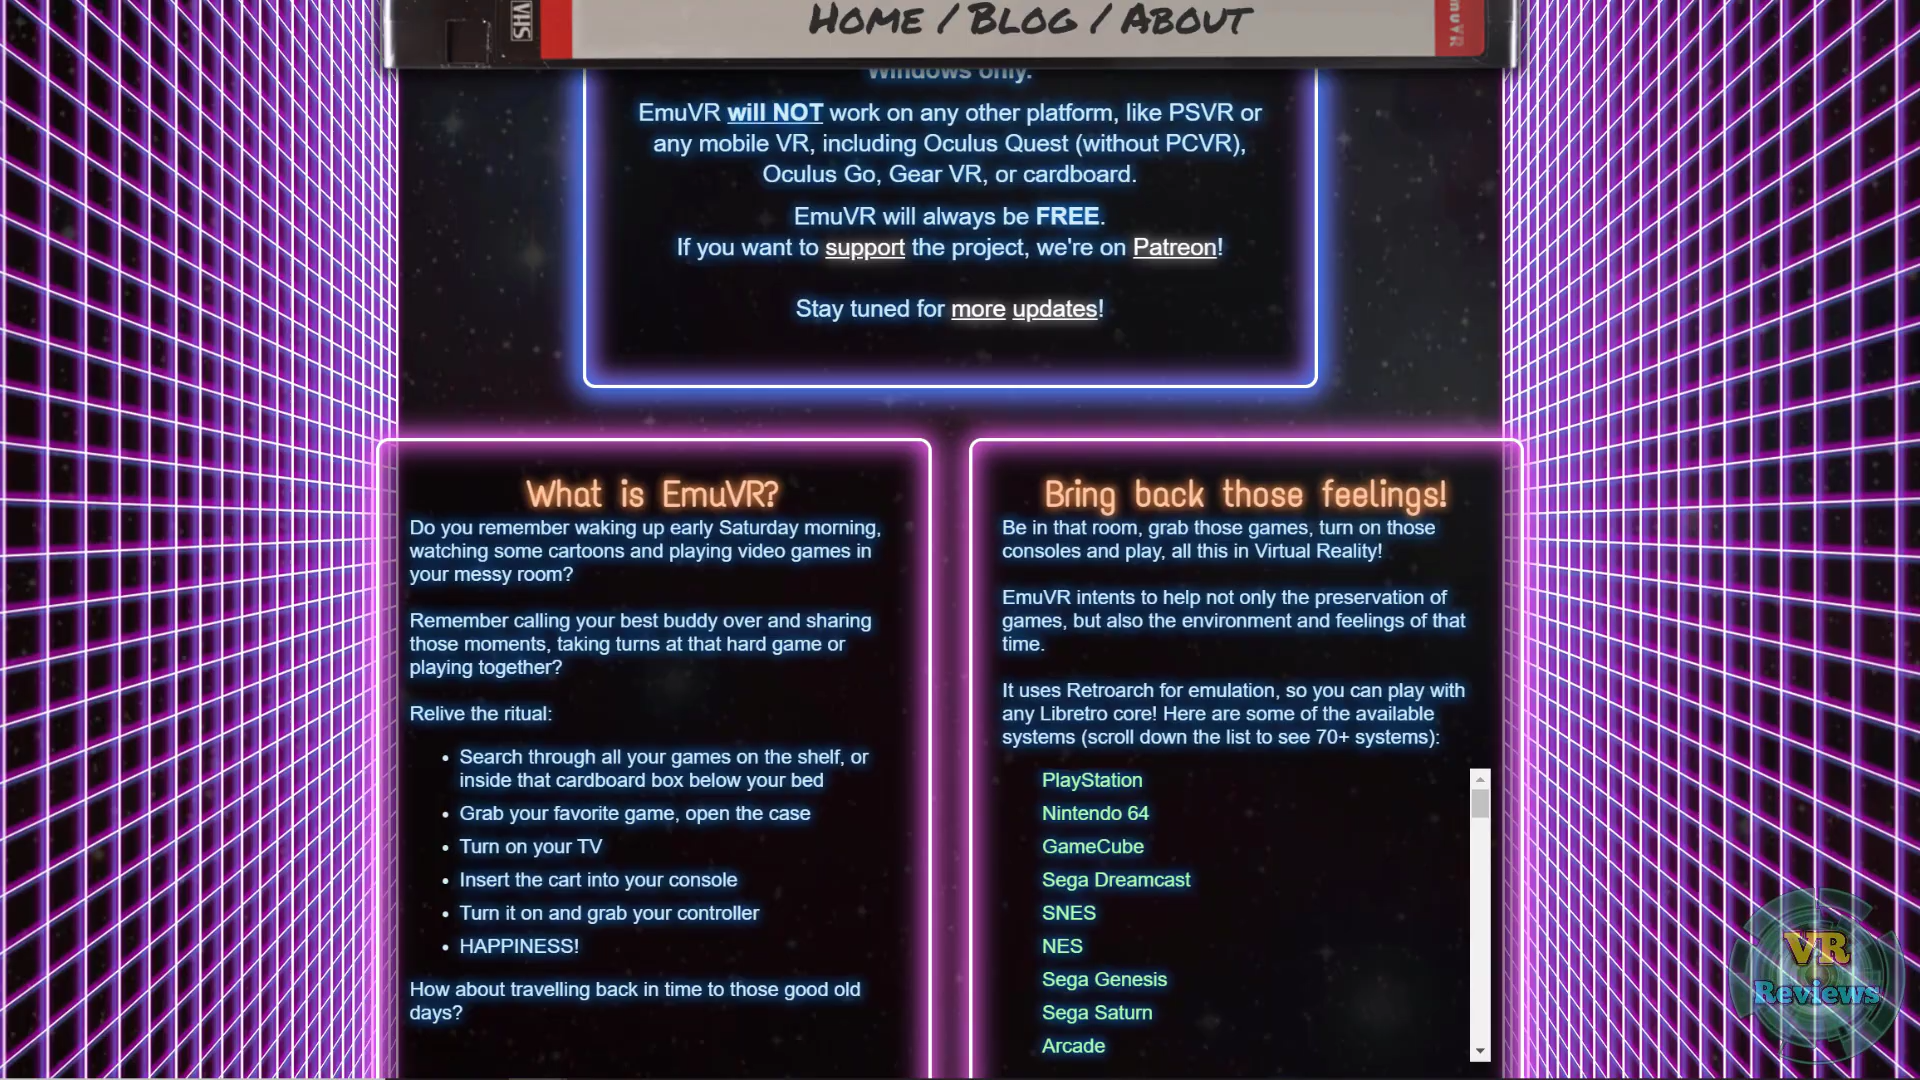 VHS
Home / Blog / About
EmuVR
Windows only.
EmuVR will NOT work on any other platform, like PSVR or
any mobile VR, including Oculus Quest (without PCVR),
Oculus Go, Gear VR, or cardboard.
EmuVR will always be FREE.
If you want to support the project, we're on Patreon!
Stay tuned for more updates!
What is EmuVR?
Do you remember waking up early Saturday morning,
watching some cartoons and playing video games in
your messy room?
Remember calling your best buddy over and sharing
those moments, taking turns at that hard game or
playing together?
Relive the ritual:
• Search through all your games on the shelf, or
inside that cardboard box below your bed
• Grab your favorite game, open the case
• Turn on your TV
• Insert the cart into your console
• Turn it on and grab your controller
• HAPPINESS!
How about travelling back in time to those good old
days?
Bring back those feelings!
Be in that room, grab those games, turn on those
consoles and play, all this in Virtual Reality!
EmuVR intents to help not only the preservation of
games, but also the environment and feelings of that
time.
It uses Retroarch for emulation, so you can play with
any Libretro core! Here are some of the available
systems (scroll down the list to see 70+ systems):
PlayStation
Nintendo 64
GameCube
Sega Dreamcast
SNES
NES
Sega Genesis
Sega Saturn
Arcade
VR
Reviews